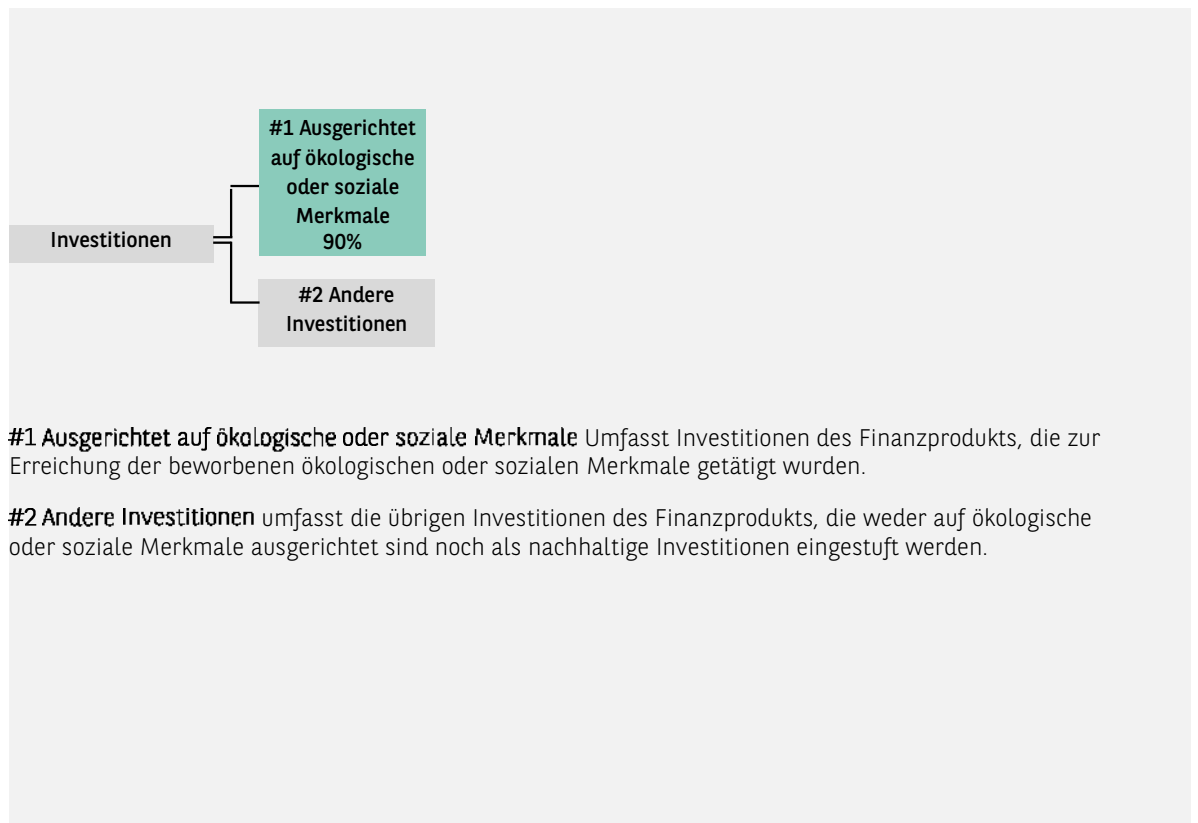 #1 Ausgerichtet
auf ökologische
oder soziale
Merkmale
90%
Investitionen
#2 Andere
Investitionen
#1 Ausgerichtet auf ökologische oder soziale Merkmale Umfasst Investitionen des Finanzprodukts, die zur
Erreichung der beworbenen ökologischen oder sozialen Merkmale getätigt wurden.
#2 Andere Investitionen umfasst die übrigen Investitionen des Finanzprodukts, die weder auf ökologische
oder soziale Merkmale ausgerichtet sind noch als nachhaltige Investitionen eingestuft werden.